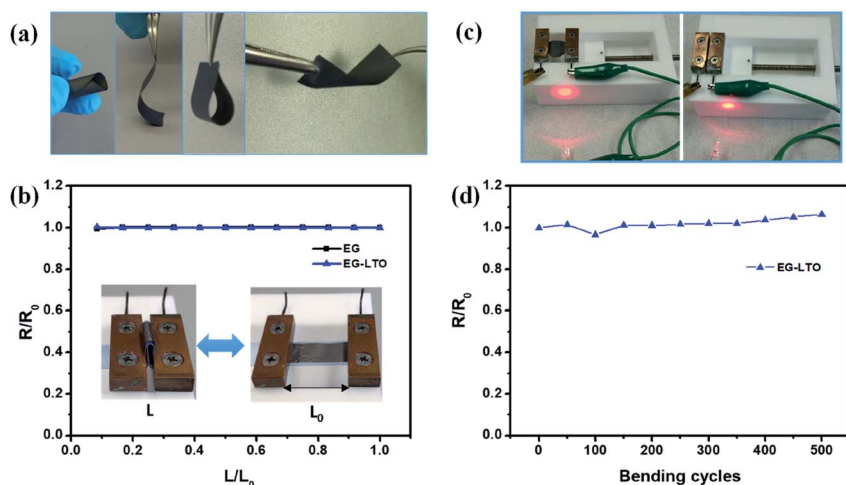 (a)
(c)
(b)
1.2
1.0
0.8
0.6
0.4
0.2
0.0
R/R0
EG
EG-LTO
L
L0
0.0 0.2 0.4 0.6 0.8 1.0
L/L0
(d)
1.2
1.0
0.8
0.6
0.4
0.2
0.0
R/R0
EG-LTO
0 100 200 300 400 500
Bending cycles